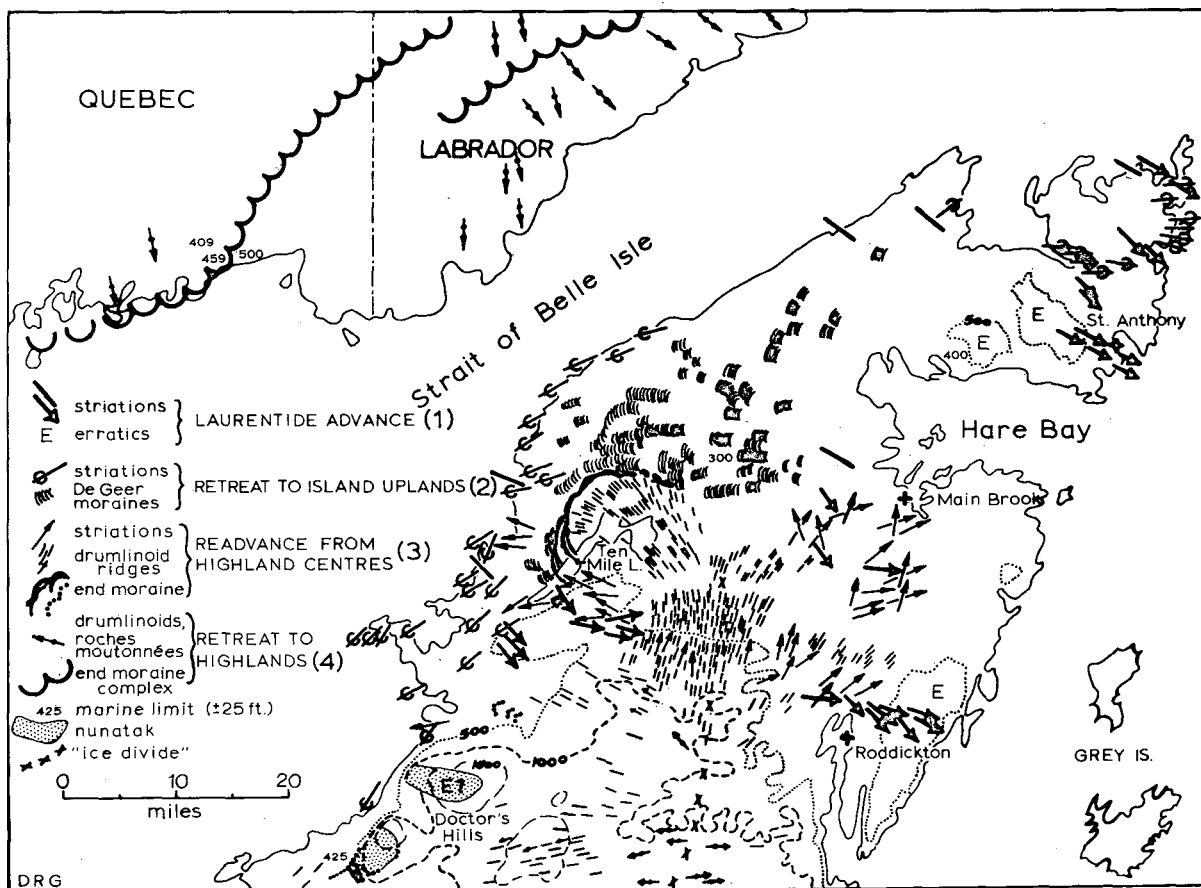 QUEBEC
LABRADOR
409
459
500
Strait of Belle Isle
E
St. Anthony
500
E
400
Hare Bay
300
Main Brook
Ten
Mile L.
striations
E erratics
LAURENTIDE ADVANCE (1)
striations
De Geer
moraines
RETREAT TO ISLAND UPLANDS (2)
striations
drumlinoid
ridges
end moraine
READVANCE FROM
HIGHLAND CENTRES (3)
drumlinoids,
roches
moutonnées
end moraine
complex
RETREAT TO
HIGHLANDS (4)
425 marine limit (±25 ft.)
nunatak
"ice divide"
0 10 20
miles
500
1000
1500
E?
Doctor's
Hills
425
E
Roddickton
GREY IS.
DRG